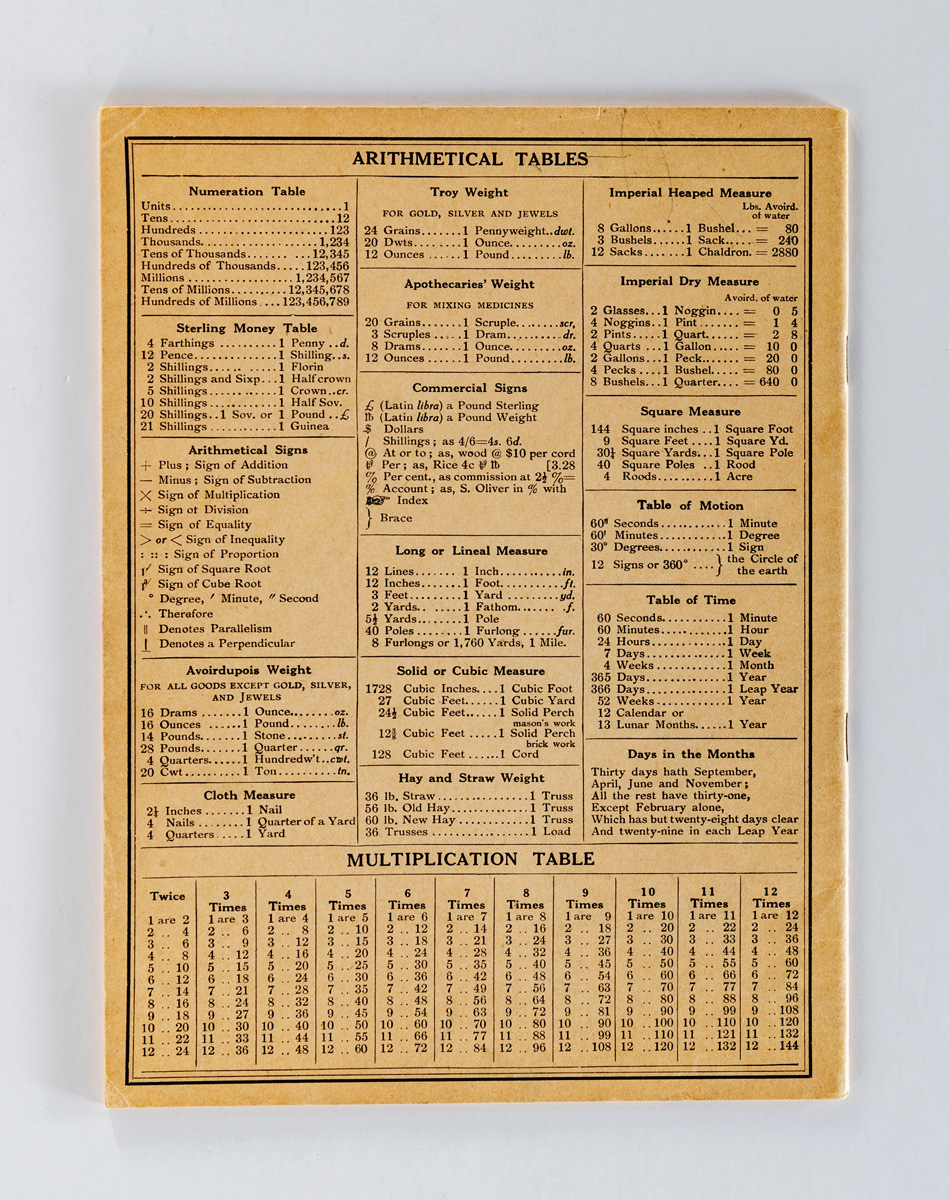 ARITHMETICAL TABLES
Numeration Table
Units...........................1
Tens...........................12
Hundreds .....................123
Thousands...................1,234
Tens of Thousands....... ...12,345
Hundreds of Thousands.....123,456
Millions .................1,234,567
Tens of Millions.........12,345,678
Hundreds of Millions ....123,456,789
Sterling Money Table
4 Farthings ..........1 Penny ..d.
12 Pence.............1 Shilling..s.
2 Shillings...........1 Florin
2 Shillings and Sixp...1 Half crown
5 Shillings...........1 Crown..cr.
10 Shillings...........1 Half Sov.
20 Shillings..1 Sov. or 1 Pound ..£
21 Shillings ...........1 Guinea
Arithmetical Signs
+ Plus ; Sign of Addition
— Minus ; Sign of Subtraction
× Sign of Multiplication
÷ Sign of Division
= Sign of Equality
> or < Sign of Inequality
: :: : Sign of Proportion
√ Sign of Square Root
∛ Sign of Cube Root
° Degree, ′ Minute, ″ Second
∴ Therefore
∥ Denotes Parallelism
⊥ Denotes a Perpendicular
Avoirdupois Weight
FOR ALL GOODS EXCEPT GOLD, SILVER,
AND JEWELS
16 Drams .......1 Ounce........oz.
16 Ounces ......1 Pound........lb.
14 Pounds.......1 Stone ........st.
28 Pounds.......1 Quarter ......qr.
4 Quarters......1 Hundredw't..cwt.
20 Cwt..........1 Ton..........tn.
Cloth Measure
2¼ Inches ........1 Nail
4 Nails ........1 Quarter of a Yard
4 Quarters.....1 Yard
Troy Weight
FOR GOLD, SILVER AND JEWELS
24 Grains.......1 Pennyweight..dwt.
20 Dwts.......1 Ounce.........oz.
12 Ounces ......1 Pound.........lb.
Apothecaries' Weight
FOR MIXING MEDICINES
20 Grains.......1 Scruple........scr,
3 Scruples .....1 Dram..........dr.
8 Drams........1 Ounce.........oz.
12 Ounces ......1 Pound.........lb.
Commercial Signs
£ (Latin libra) a Pound Sterling
℔ (Latin libra) a Pound Weight
$ Dollars
/ Shillings ; as 4/6=4s. 6d.
@ At or to ; as, wood @ $10 per cord
⅌ Per ; as, Rice 4c ⅌ ℔ [3.28
% Per cent., as commission at 2½ %=
% Account ; as, S. Oliver in % with
☞ Index
} Brace
Long or Lineal Measure
12 Lines........1 Inch...........in.
12 Inches.......1 Foot...........ft.
3 Feet.........1 Yard .........yd.
2 Yards.. ......1 Fathom....... .f.
5½ Yards........1 Pole
40 Poles ........1 Furlong ......fur.
8 Furlongs or 1,760 Yards, 1 Mile.
Solid or Cubic Measure
1728 Cubic Inches....1 Cubic Foot
27 Cubic Feet......1 Cubic Yard
24½ Cubic Feet......1 Solid Perch
mason's work
Cubic Feet .....1 Solid Perch
brick work
128 Cubic Feet ......1 Cord
Hay and Straw Weight
36 lb. Straw...............1 Truss
56 lb. Old Hay.............1 Truss
60 lb. New Hay ............1 Truss
36 Trusses ................1 Load
Imperial Heaped Measure
Lbs. Avoird.
of water
8 Gallons......1 Bushel... = 80
3 Bushels......1 Sack..... = 240
12 Sacks .......1 Chaldron. = 2880
Imperial Dry Measure
Avoird. of water
2 Glasses...1 Noggin.... = 0 5
4 Noggins..1 Pint ....... = 1 4
2 Pints.....1 Quart...... = 2 8
4 Quarts ...1 Gallon..... = 10 0
2 Gallons...1 Peck....... = 20 0
4 Pecks ....1 Bushel..... = 80 0
8 Bushels...1 Quarter.... = 640 0
Square Measure
144 Square inches ..1 Square Foot
9 Square Feet ....1 Square Yd.
30¼ Square Yards...1 Square Pole
40 Square Poles ..1 Rood
4 Roods..........1 Acre
Table of Motion
60″ Seconds............1 Minute
60′ Minutes............1 Degree
30° Degrees............1 Sign
12 Signs or 360° .... } the Circle of
the earth
Table of Time
60 Seconds.............1 Minute
60 Minutes.............1 Hour
24 Hours...............1 Day
7 Days................1 Week
4 Weeks ..............1 Month
365 Days................1 Year
366 Days................1 Leap Year
52 Weeks...............1 Year
12 Calendar or
13 Lunar Months.......1 Year
Days in the Months
Thirty days hath September,
April, June and November ;
All the rest have thirty-one,
Except February alone,
Which has but twenty-eight days clear
And twenty-nine in each Leap Year
MULTIPLICATION TABLE
Twice 3 Times 4 Times 5 Times 6 Times 7 Times 8 Times 9 Times 10 Times 11 Times 12 Times
1 are 2 1 are 3 1 are 4 1 are 5 1 are 6 1 are 7 1 are 8 1 are 9 1 are 10 1 are 11 1 are 12
2 .. 4 2 .. 6 2 .. 8 2 .. 10 2 .. 12 2 .. 14 2 .. 16 2 .. 18 2 .. 20 2 .. 22 2 .. 24
3 .. 6 3 .. 9 3 .. 12 3 .. 15 3 .. 18 3 .. 21 3 .. 24 3 .. 27 3 .. 30 3 .. 33 3 .. 36
4 .. 8 4 .. 12 4 .. 16 4 .. 20 4 .. 24 4 .. 28 4 .. 32 4 .. 36 4 .. 40 4 .. 44 4 .. 48
5 .. 10 5 .. 15 5 .. 20 5 .. 25 5 .. 30 5 .. 35 5 .. 40 5 .. 45 5 .. 50 5 .. 55 5 .. 60
6 .. 12 6 .. 18 6 .. 24 6 .. 30 6 .. 36 6 .. 42 6 .. 48 6 .. 54 6 .. 60 6 .. 66 6 .. 72
7 .. 14 7 .. 21 7 .. 28 7 .. 35 7 .. 42 7 .. 49 7 .. 56 7 .. 63 7 .. 70 7 .. 77 7 .. 84
8 .. 16 8 .. 24 8 .. 32 8 .. 40 8 .. 48 8 .. 56 8 .. 64 8 .. 72 8 .. 80 8 .. 88 8 .. 96
9 .. 18 9 .. 27 9 .. 36 9 .. 45 9 .. 54 9 .. 63 9 .. 72 9 .. 81 9 .. 90 9 .. 99 9 .. 108
10 .. 20 10 .. 30 10 .. 40 10 .. 50 10 .. 60 10 .. 70 10 .. 80 10 .. 90 10 .. 100 10 .. 110 10 .. 120
11 .. 22 11 .. 33 11 .. 44 11 .. 55 11 .. 66 11 .. 77 11 .. 88 11 .. 99 11 .. 110 11 .. 121 11 .. 132
12 .. 24 12 .. 36 12 .. 48 12 .. 60 12 .. 72 12 .. 84 12 .. 96 12 .. 108 12 .. 120 12 .. 132 12 .. 144